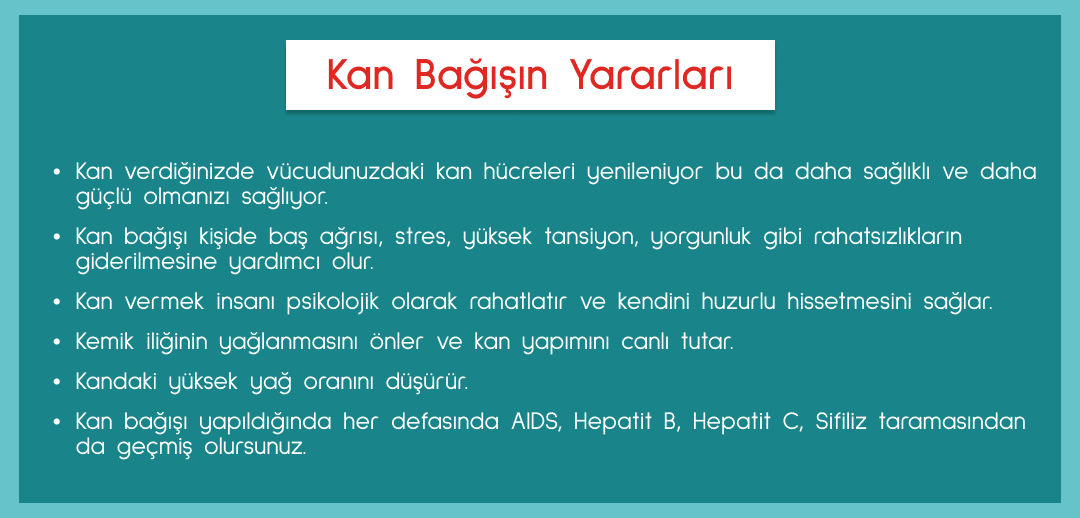 Kan Bağışın Yararları
• Kan verdiğinizde vücudunuzdaki kan hücreleri yenileniyor bu da daha sağlıklı ve daha
güçlü olmanızı sağlıyor.
• Kan bağışı kişide baş ağrısı, stres, yüksek tansiyon, yorgunluk gibi rahatsızlıkların
giderilmesine yardımcı olur.
• Kan vermek insanı psikolojik olarak rahatlatır ve kendini huzurlu hissetmesini sağlar.
• Kemik iliğinin yağlanmasını önler ve kan yapımını canlı tutar.
• Kandaki yüksek yağ oranını düşürür.
• Kan bağışı yapıldığında her defasında AIDS, Hepatit B, Hepatit C, Sifiliz taramasından
da geçmiş olursunuz.